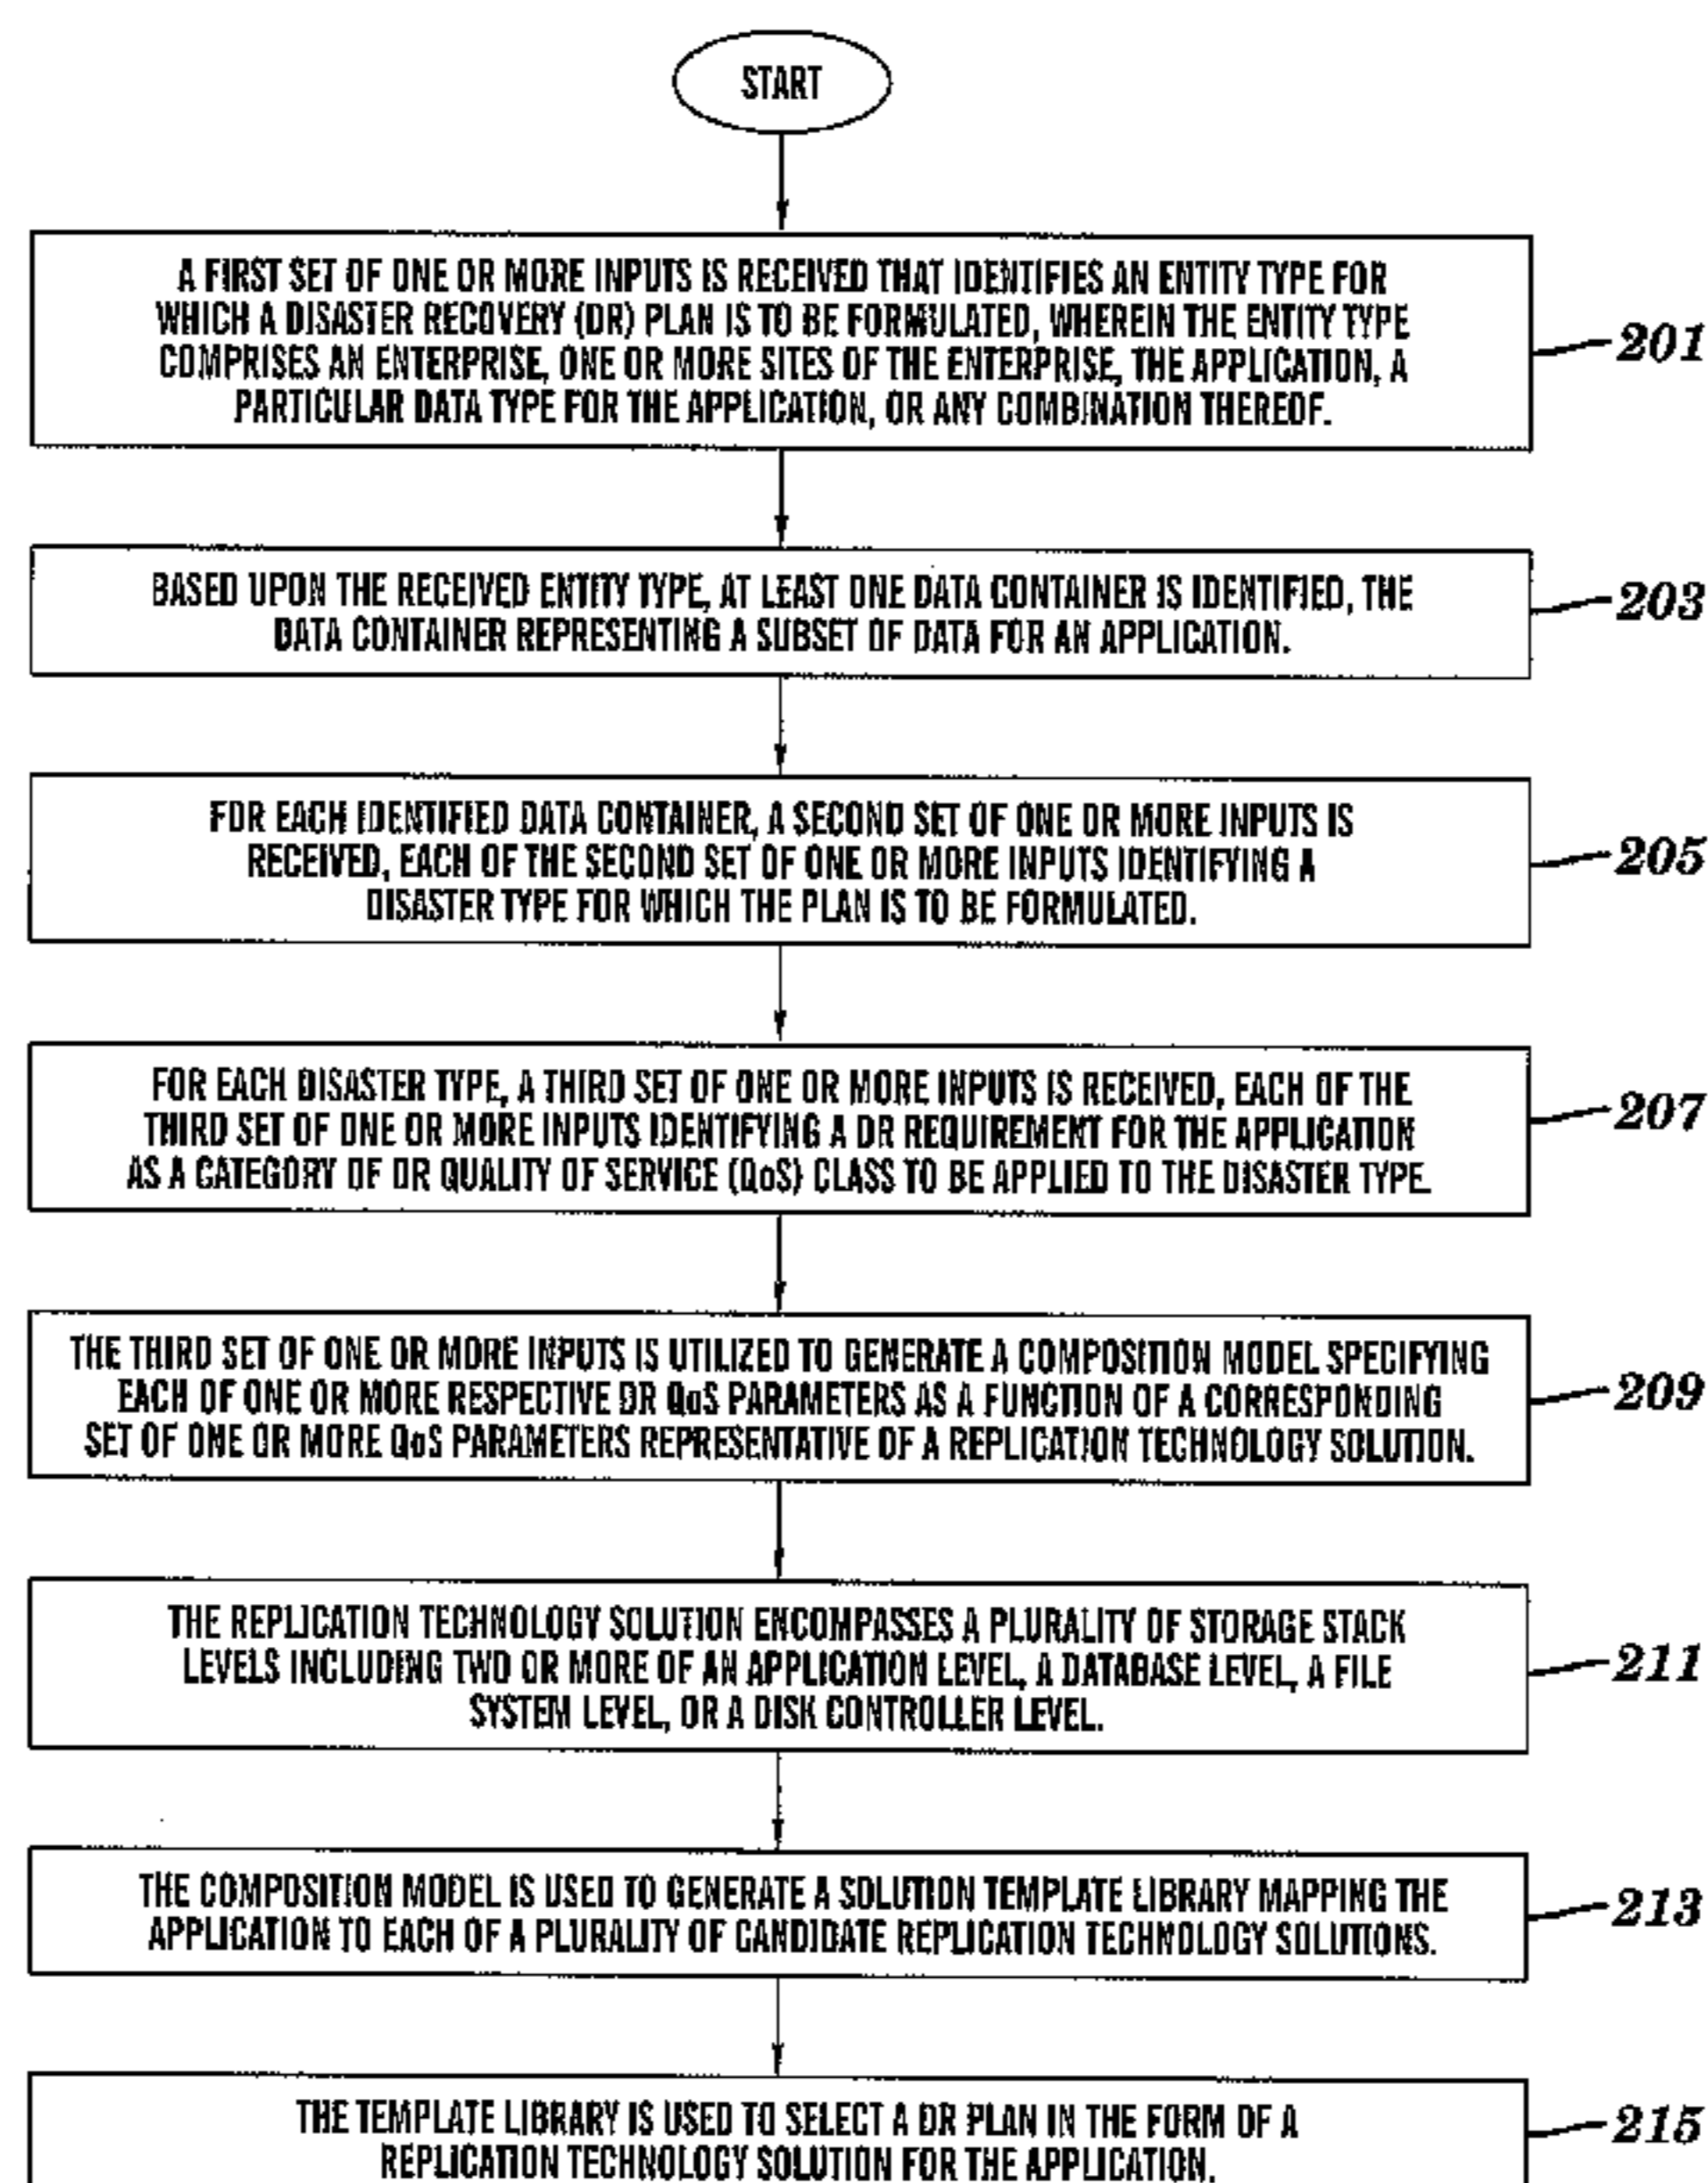 START
A FIRST SET OF ONE OR MORE INPUTS IS RECEIVED THAT IDENTIFIES AN ENTITY TYPE FOR
WHICH A DISASTER RECOVERY (DR) PLAN IS TO BE FORMULATED, WHEREIN THE ENTITY TYPE
COMPRISES AN ENTERPRISE, ONE OR MORE SITES OF THE ENTERPRISE, THE APPLICATION, A
PARTICULAR DATA TYPE FOR THE APPLICATION, OR ANY COMBINATION THEREOF.
201
BASED UPON THE RECEIVED ENTITY TYPE, AT LEAST ONE DATA CONTAINER IS IDENTIFIED, THE
DATA CONTAINER REPRESENTING A SUBSET OF DATA FOR AN APPLICATION.
203
FOR EACH IDENTIFIED DATA CONTAINER, A SECOND SET OF ONE OR MORE INPUTS IS
RECEIVED, EACH OF THE SECOND SET OF ONE OR MORE INPUTS IDENTIFYING A
DISASTER TYPE FOR WHICH THE PLAN IS TO BE FORMULATED.
205
FOR EACH DISASTER TYPE, A THIRD SET OF ONE OR MORE INPUTS IS RECEIVED, EACH OF THE
THIRD SET OF ONE OR MORE INPUTS IDENTIFYING A DR REQUIREMENT FOR THE APPLICATION
AS A CATEGORY OF DR QUALITY OF SERVICE (QoS) CLASS TO BE APPLIED TO THE DISASTER TYPE.
207
THE THIRD SET OF ONE OR MORE INPUTS IS UTILIZED TO GENERATE A COMPOSITION MODEL SPECIFYING
EACH OF ONE OR MORE RESPECTIVE DR QoS PARAMETERS AS A FUNCTION OF A CORRESPONDING
SET OF ONE OR MORE QoS PARAMETERS REPRESENTATIVE OF A REPLICATION TECHNOLOGY SOLUTION.
209
THE REPLICATION TECHNOLOGY SOLUTION ENCOMPASSES A PLURALITY OF STORAGE STACK
LEVELS INCLUDING TWO OR MORE OF AN APPLICATION LEVEL, A DATABASE LEVEL, A FILE
SYSTEM LEVEL, OR A DISK CONTROLLER LEVEL.
211
THE COMPOSITION MODEL IS USED TO GENERATE A SOLUTION TEMPLATE LIBRARY MAPPING THE
APPLICATION TO EACH OF A PLURALITY OF CANDIDATE REPLICATION TECHNOLOGY SOLUTIONS.
213
THE TEMPLATE LIBRARY IS USED TO SELECT A DR PLAN IN THE FORM OF A
REPLICATION TECHNOLOGY SOLUTION FOR THE APPLICATION.
215